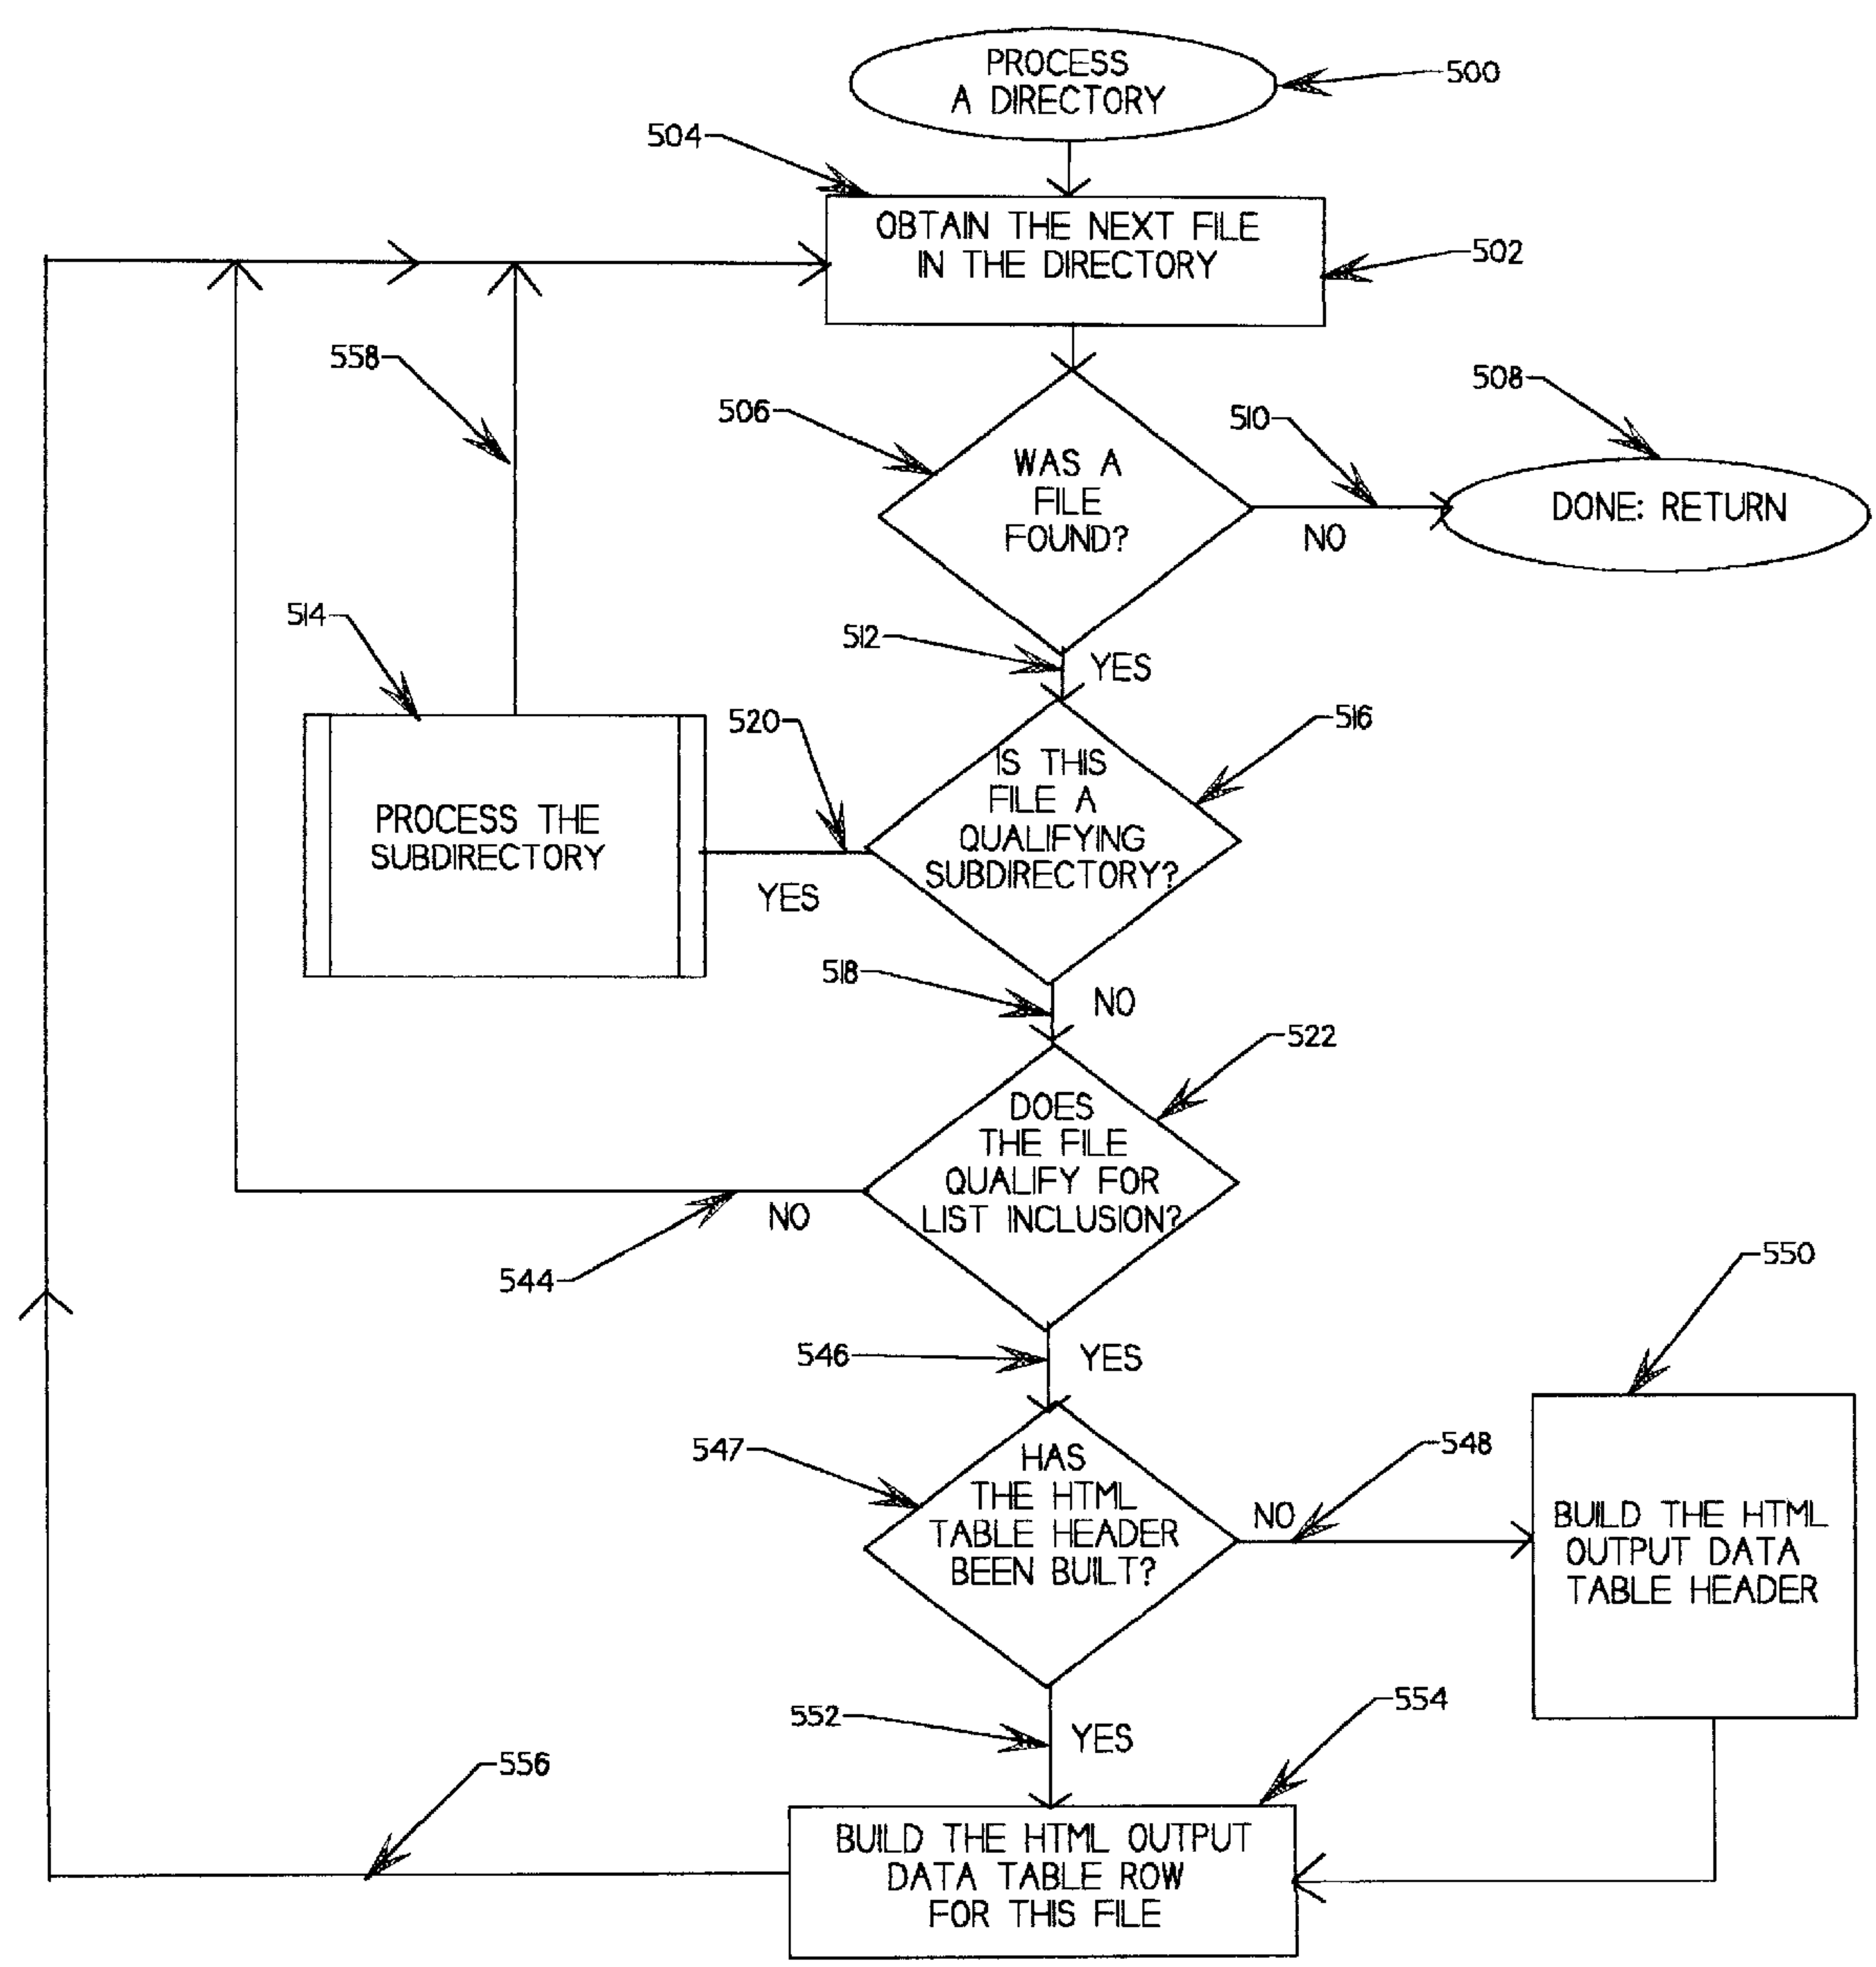 PROCESS
A DIRECTORY
500
504
OBTAIN THE NEXT FILE
IN THE DIRECTORY
502
558
506
WAS A
FILE
FOUND?
510
NO
508
DONE: RETURN
512
YES
514
PROCESS THE
SUBDIRECTORY
520
YES
IS THIS
FILE A
QUALIFYING
SUBDIRECTORY?
516
518
NO
522
DOES
THE FILE
QUALIFY FOR
LIST INCLUSION?
NO
544
546
YES
550
547
HAS
THE HTML
TABLE HEADER
BEEN BUILT?
NO
548
BUILD THE HTML
OUTPUT DATA
TABLE HEADER
552
YES
554
556
BUILD THE HTML OUTPUT
DATA TABLE ROW
FOR THIS FILE